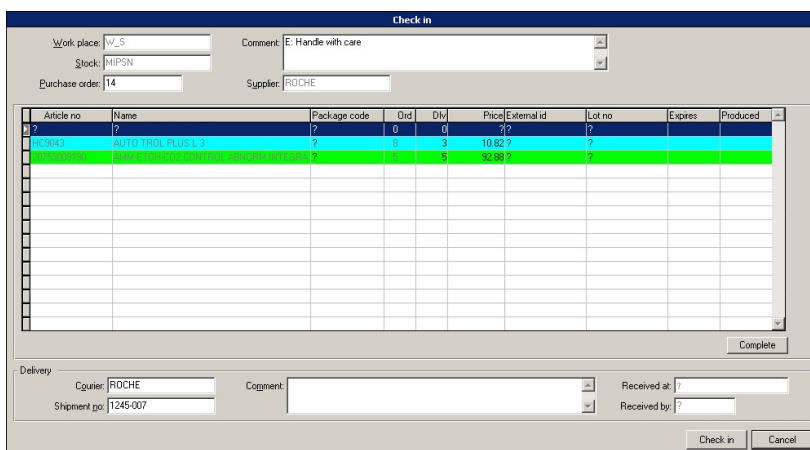 Check in
Work place: W_S Comment: E: Handle with care
Stock: MIPSN
Purchase order: 14 Supplier: ROCHE
Article no Name Package code Ord Dlv Price External id Lot no Expires Produced
? ? ? 0 0 ? ? ?
HC9043 AUTO TROL PLUS L 3 ? 8 3 10.82 ? ?
20753009190 AMM ETOH CO2 CONTROL ABNORM INTEGRA ? 5 5 92.88 ? ?
Complete
Delivery
Courier: ROCHE Comment: Received at: ?
Shipment no: 1245-007 Received by: ?
Check in Cancel